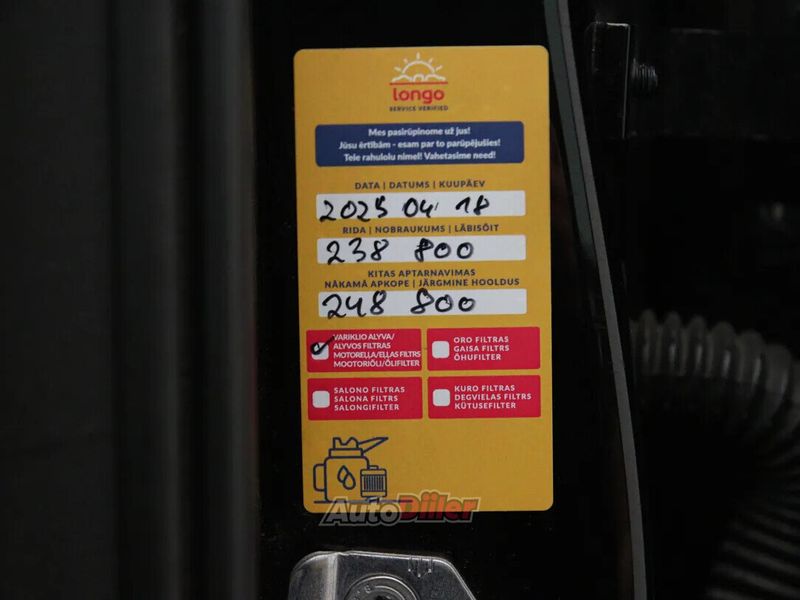 longo
SERVICE VERIFIED
Mes pasirūpinome už jus!
Jūsu ērtībām - esam par to parūpējušies!
Teie rahulolu nimel! Vahetasime need!
DATA | DATUMS | KUUPÄEV
2025 04 18
RIDA | NOBRAUKUMS | LÄBISÕIT
238 800
KITAS APTARNAVIMAS
NĀKAMĀ APKOPE | JÄRGMINE HOOLDUS
248 800
VARIKLIO ALYVA/
ALYVOS FILTRAS
MOTOREĻĻA/EĻĻAS FILTRS
MOOTORIÕLI/ÕLIFILTER
ORO FILTRAS
GAISA FILTRS
ÕHUFILTER
SALONO FILTRAS
SALONA FILTRS
SALONGIFILTER
KURO FILTRAS
DEGVIELAS FILTRS
KÜTUSEFILTER
AutoDiiler